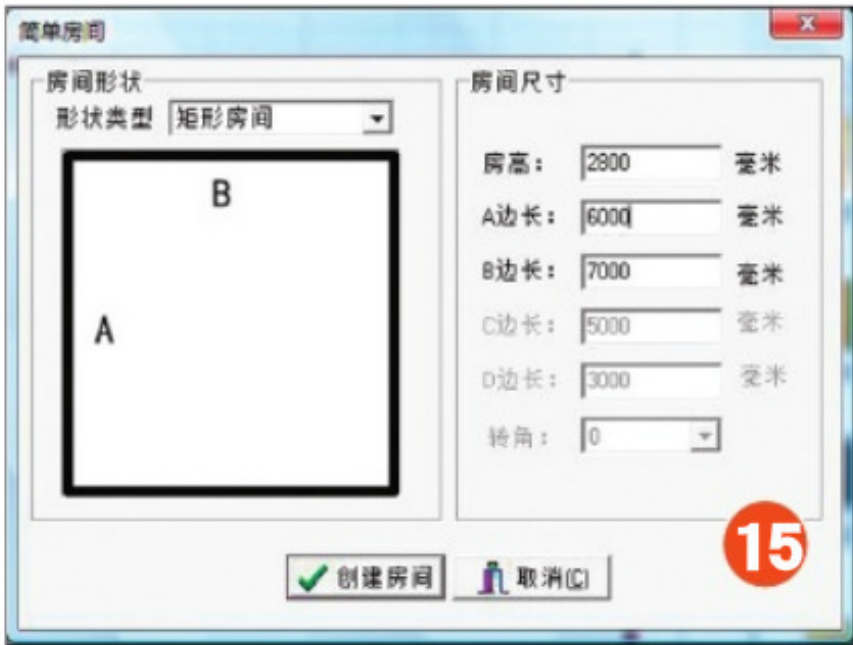 简单房间
房间形状
形状类型 矩形房间
B
A
房间尺寸
房高： 2800 毫米
A边长： 6000 毫米
B边长： 7000 毫米
C边长： 5000 毫米
D边长： 3000 毫米
转角： 0
15
创建房间 取消(C)